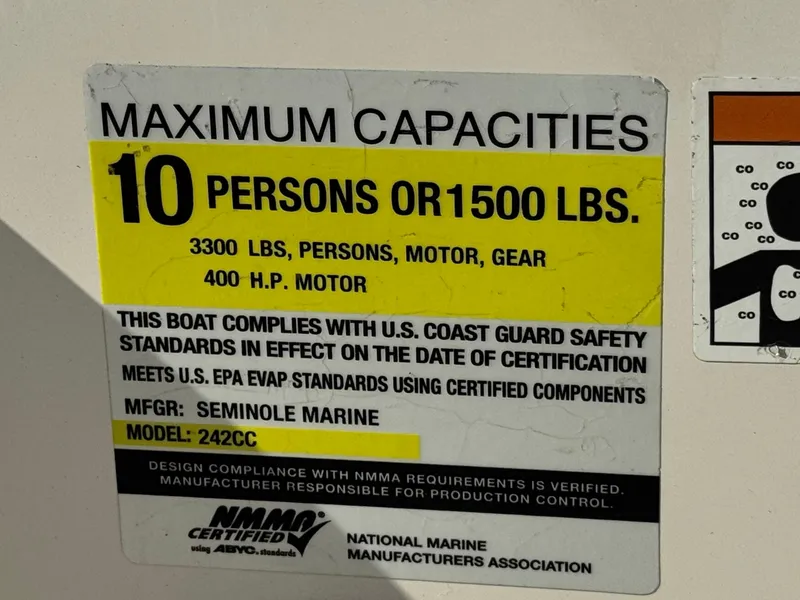 MAXIMUM CAPACITIES
10 PERSONS OR 1500 LBS.
3300 LBS, PERSONS, MOTOR, GEAR
400 H.P. MOTOR
THIS BOAT COMPLIES WITH U.S. COAST GUARD SAFETY
STANDARDS IN EFFECT ON THE DATE OF CERTIFICATION
MEETS U.S. EPA EVAP STANDARDS USING CERTIFIED COMPONENTS
MFGR: SEMINOLE MARINE
MODEL: 242CC
DESIGN COMPLIANCE WITH NMMA REQUIREMENTS IS VERIFIED.
MANUFACTURER RESPONSIBLE FOR PRODUCTION CONTROL.
NMMA
CERTIFIED
using ABYC. standards
NATIONAL MARINE
MANUFACTURERS ASSOCIATION
CO
CO
CO
CO
CO
CO
CO
CO
CO